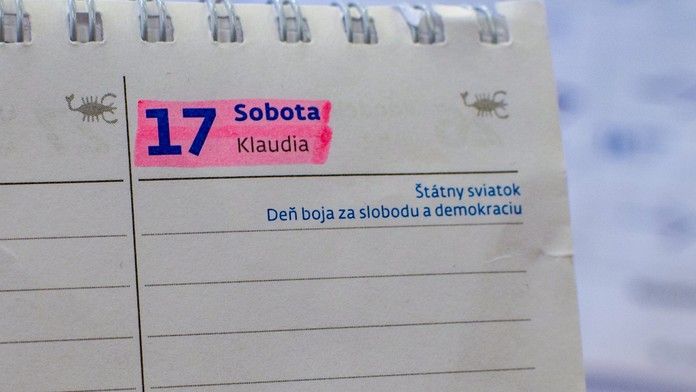 17 Sobota
Klaudia
Štátny sviatok
Deň boja za slobodu a demokraciu